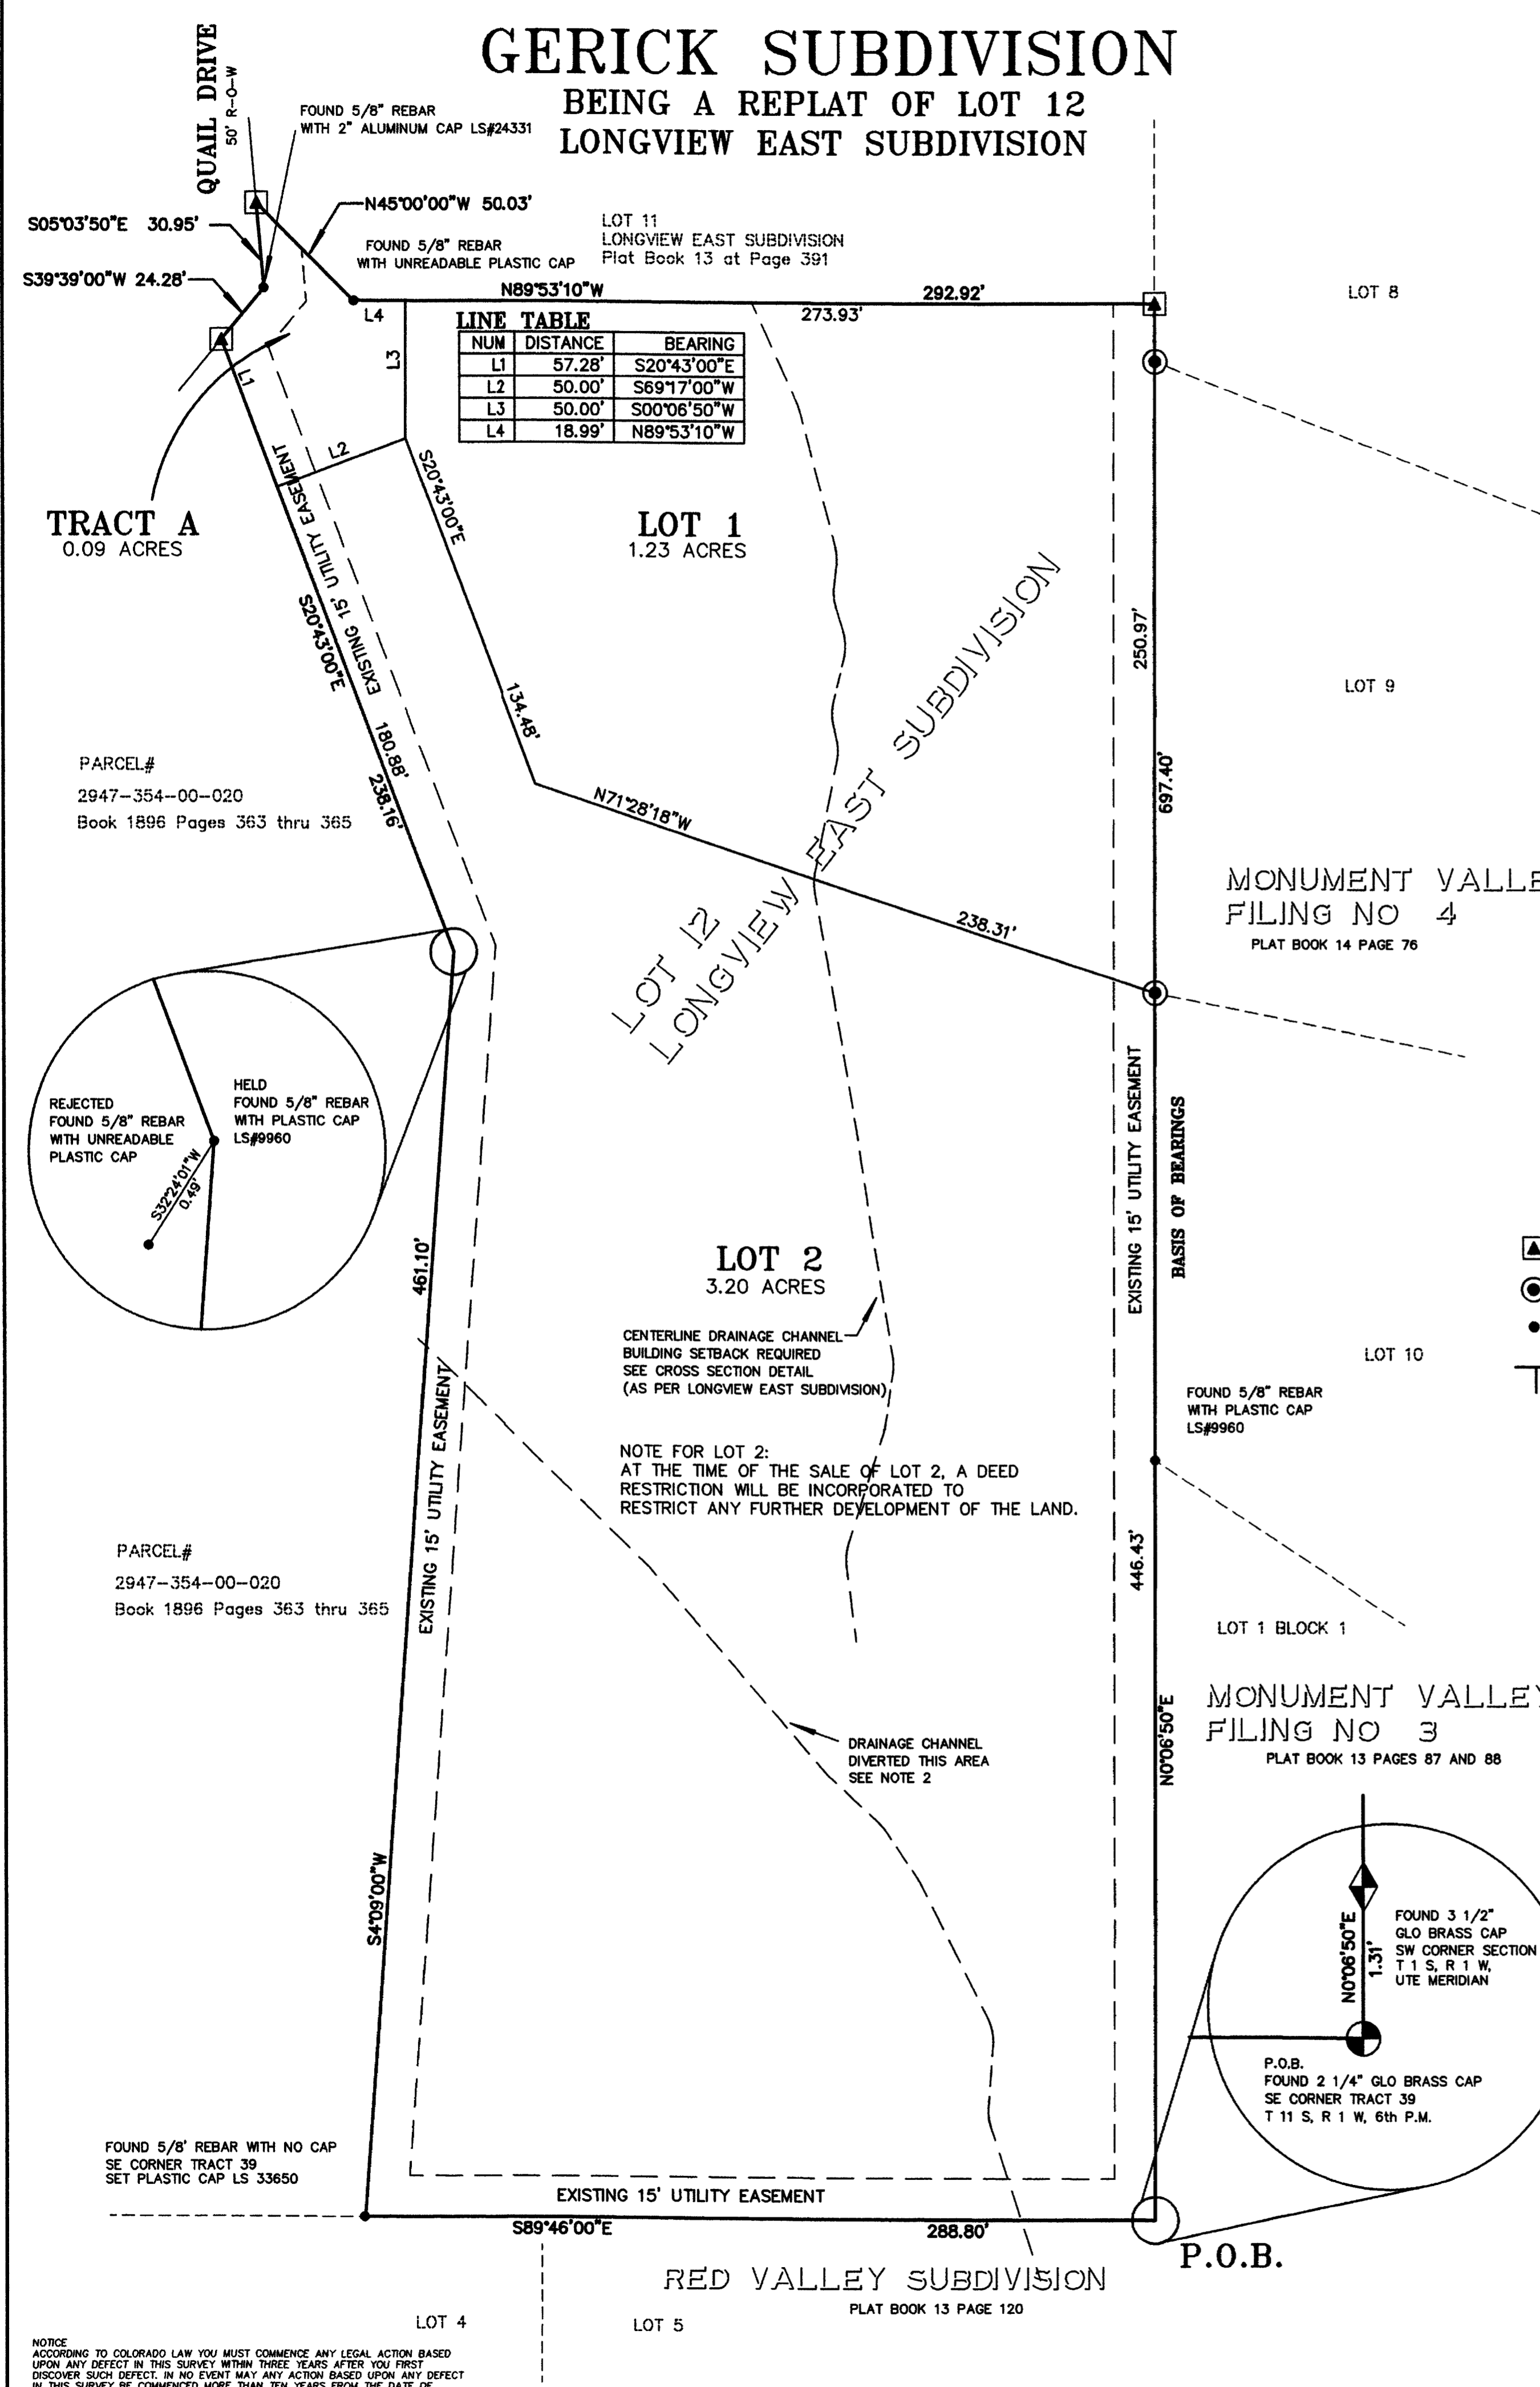 GERICK SUBDIVISION
BEING A REPLAT OF LOT 12
LONGVIEW EAST SUBDIVISION
QUAIL DRIVE
50' R-O-W
FOUND 5/8" REBAR
WITH 2" ALUMINUM CAP LS#24331
S05°03'50"E 30.95'
N45°00'00"W 50.03'
S39°39'00"W 24.28'
FOUND 5/8" REBAR
WITH UNREADABLE PLASTIC CAP
LOT 11
LONGVIEW EAST SUBDIVISION
Plat Book 13 at Page 391
LOT 8
N89°53'10"W
292.92'
273.93'
L4
L3
L1
L2
LINE TABLE
NUM DISTANCE BEARING
L1 57.28' S20°43'00"E
L2 50.00' S69°17'00"W
L3 50.00' S00°06'50"W
L4 18.99' N89°53'10"W
TRACT A
0.09 ACRES
LOT 1
1.23 ACRES
EXISTING 15' UTILITY EASEMENT
S20°43'00"E
134.48'
S20°43'00"E
180.88'
238.16'
250.97'
697.40'
LOT 9
PARCEL#
2947-354-00-020
Book 1896 Pages 363 thru 365
N71°28'18"W
238.31'
LOT 12
LONGVIEW EAST SUBDIVISION
MONUMENT VALLE
FILING NO 4
PLAT BOOK 14 PAGE 76
REJECTED
FOUND 5/8" REBAR
WITH UNREADABLE
PLASTIC CAP
HELD
FOUND 5/8" REBAR
WITH PLASTIC CAP
LS#9960
S32°24'01"W
0.49'
461.10'
EXISTING 15' UTILITY EASEMENT
BASIS OF BEARINGS
LOT 2
3.20 ACRES
CENTERLINE DRAINAGE CHANNEL
BUILDING SETBACK REQUIRED
SEE CROSS SECTION DETAIL
(AS PER LONGVIEW EAST SUBDIVISION)
LOT 10
FOUND 5/8" REBAR
WITH PLASTIC CAP
LS#9960
NOTE FOR LOT 2:
AT THE TIME OF THE SALE OF LOT 2, A DEED
RESTRICTION WILL BE INCORPORATED TO
RESTRICT ANY FURTHER DEVELOPMENT OF THE LAND.
EXISTING 15' UTILITY EASEMENT
446.43'
PARCEL#
2947-354-00-020
Book 1896 Pages 363 thru 365
LOT 1 BLOCK 1
MONUMENT VALLEY
FILING NO 3
PLAT BOOK 13 PAGES 87 AND 88
N0°06'50"E
DRAINAGE CHANNEL
DIVERTED THIS AREA
SEE NOTE 2
S4°09'00"W
N0°06'50"E
1.31'
FOUND 3 1/2"
GLO BRASS CAP
SW CORNER SECTION
T 1 S, R 1 W,
UTE MERIDIAN
P.O.B.
FOUND 2 1/4" GLO BRASS CAP
SE CORNER TRACT 39
T 11 S, R 1 W, 6th P.M.
FOUND 5/8' REBAR WITH NO CAP
SE CORNER TRACT 39
SET PLASTIC CAP LS 33650
EXISTING 15' UTILITY EASEMENT
S89°46'00"E
288.80'
P.O.B.
RED VALLEY SUBDIVISION
PLAT BOOK 13 PAGE 120
LOT 4
LOT 5
NOTICE
ACCORDING TO COLORADO LAW YOU MUST COMMENCE ANY LEGAL ACTION BASED
UPON ANY DEFECT IN THIS SURVEY WITHIN THREE YEARS AFTER YOU FIRST
DISCOVER SUCH DEFECT. IN NO EVENT MAY ANY ACTION BASED UPON ANY DEFECT
IN THIS SURVEY BE COMMENCED MORE THAN TEN YEARS FROM THE DATE OF